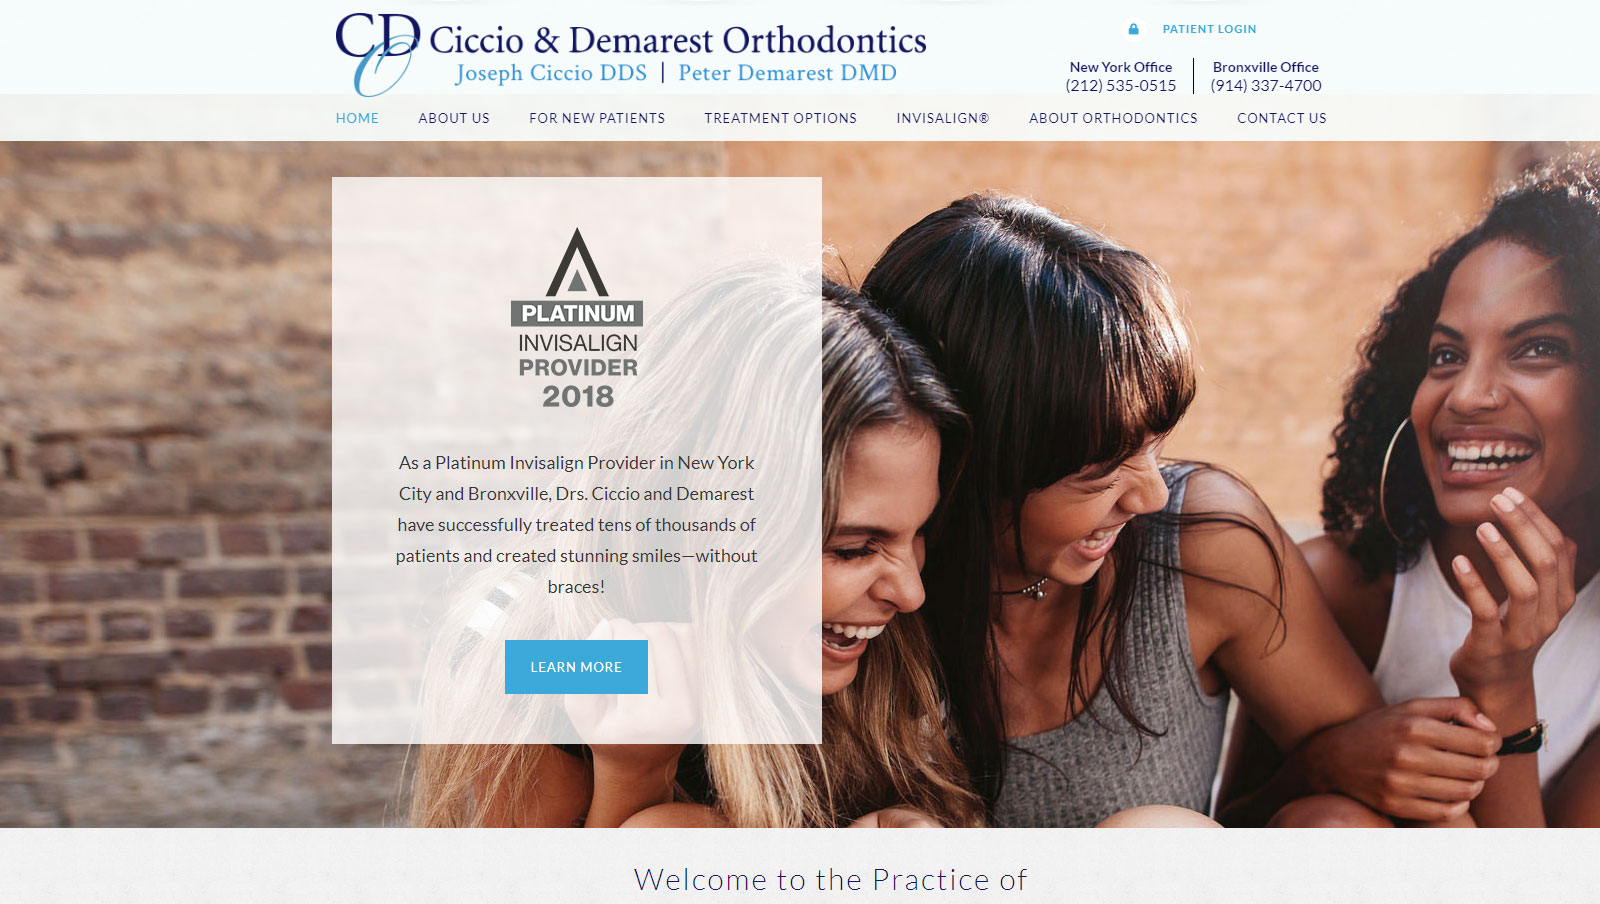 CDO Ciccio & Demarest Orthodontics
Joseph Ciccio DDS | Peter Demarest DMD
PATIENT LOGIN
New York Office
(212) 535-0515
Bronxville Office
(914) 337-4700
HOME ABOUT US FOR NEW PATIENTS TREATMENT OPTIONS INVISALIGN® ABOUT ORTHODONTICS CONTACT US
PLATINUM
INVISALIGN
PROVIDER
2018
As a Platinum Invisalign Provider in New York
City and Bronxville, Drs. Ciccio and Demarest
have successfully treated tens of thousands of
patients and created stunning smiles—without
braces!
LEARN MORE
Welcome to the Practice of